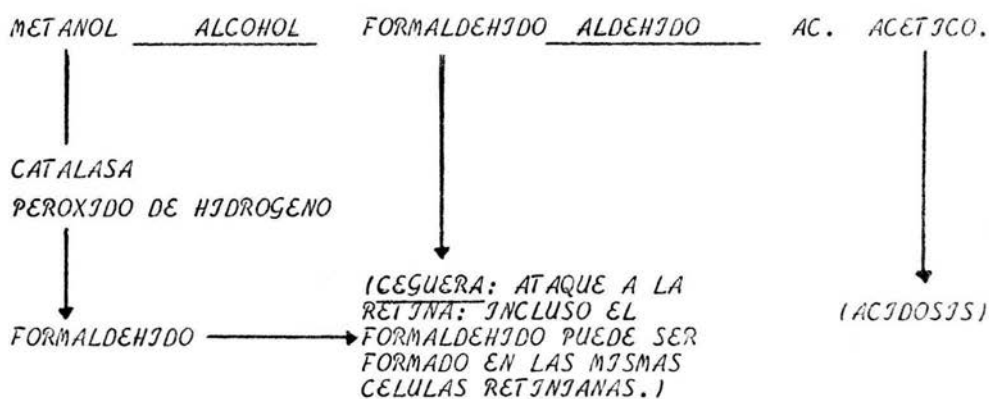 METANOL ALCOHOL FORMALDEHIDO ALDEHIDO AC. ACETICO.
CATALASA
PEROXIDO DE HIDROGENO
FORMALDEHIDO
(CEGUERA: ATAQUE A LA
RETINA: INCLUSO EL
FORMALDEHIDO PUEDE SER
FORMADO EN LAS MISMAS
CELULAS RETINIANAS.)
(ACIDOSIS)